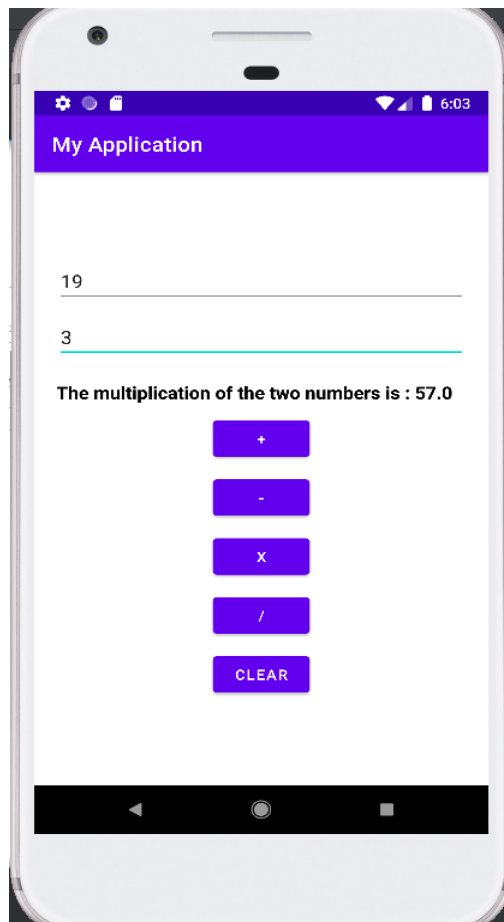 6:03
My Application
19
3
The multiplication of the two numbers is : 57.0
+
-
X
/
CLEAR